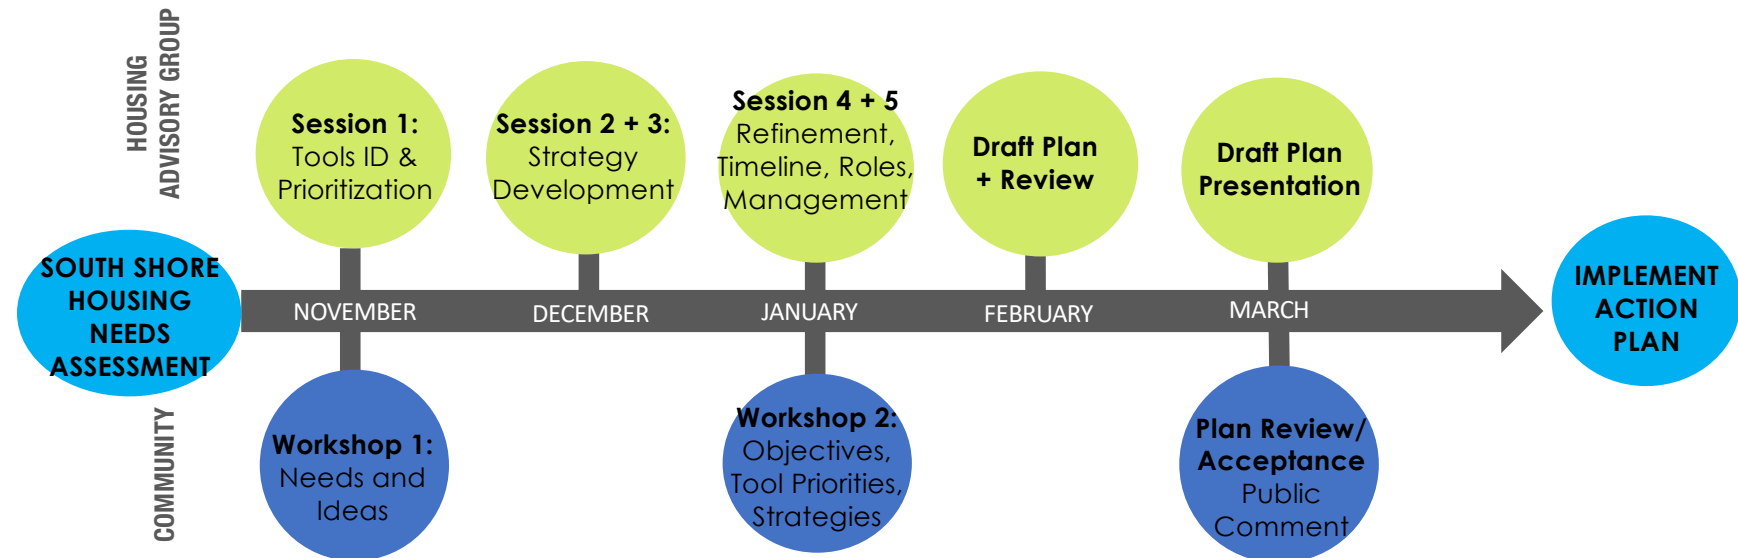 HOUSING
ADVISORY GROUP
Session 1:
Tools ID &
Prioritization
Session 2 + 3:
Strategy
Development
Session 4 + 5
Refinement,
Timeline, Roles,
Management
Draft Plan
+ Review
Draft Plan
Presentation
SOUTH SHORE
HOUSING
NEEDS
ASSESSMENT
NOVEMBER
DECEMBER
JANUARY
FEBRUARY
MARCH
IMPLEMENT
ACTION
PLAN
COMMUNITY
Workshop 1:
Needs and
Ideas
Workshop 2:
Objectives,
Tool Priorities,
Strategies
Plan Review/
Acceptance
Public
Comment